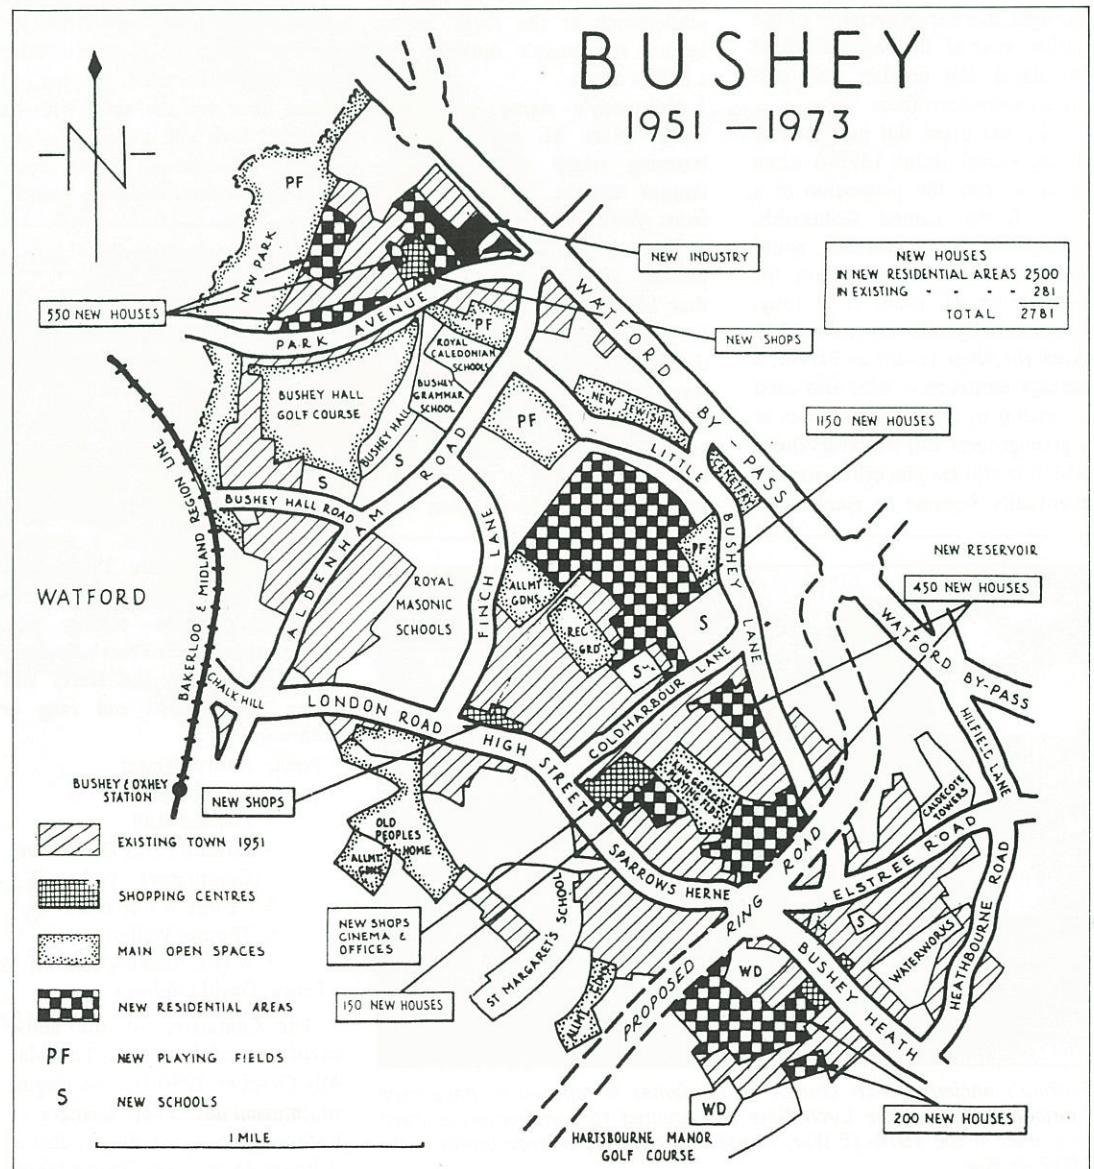 BUSHEY
1951 — 1973
N
PF
NEW PARK
NEW INDUSTRY
NEW HOUSES
IN NEW RESIDENTIAL AREAS 2500
IN EXISTING " " " 281
TOTAL 2781
550 NEW HOUSES
PARK AVENUE
PF
ROYAL
CALEDONIAN
SCHOOLS
NEW SHOPS
WATFORD BY-PASS
BUSHEY HALL
GOLF COURSE
BUSHEY
GRAMMAR
SCHOOL
BUSHEY HALL
S
S
PF
NEW JEWISH
CEMETERY
1150 NEW HOUSES
LITTLE BUSHEY LANE
BUSHEY HALL ROAD
ALDENHAM ROAD
BAKERLOO & MIDLAND REGION LINE
WATFORD
FINCH LANE
ROYAL
MASONIC
SCHOOLS
ALLMT
GDNS
REC
GRD
PF
S
S
NEW RESERVOIR
450 NEW HOUSES
WATFORD BY-PASS
HILFIELD LANE
CHALK HILL
LONDON ROAD
HIGH STREET
COLDHARBOUR LANE
KING GEORGE
PLAYING FLDS
CALDECOTE
TOWERS
BUSHEY & OXHEY
STATION
NEW SHOPS
OLD
PEOPLES
HOME
ALLMT
GDNS
SPARROWS HERNE
ELSTREE ROAD
HEATHBOURNE ROAD
S
WATERWORKS
EXISTING TOWN 1951
SHOPPING CENTRES
MAIN OPEN SPACES
NEW RESIDENTIAL AREAS
PF NEW PLAYING FIELDS
S NEW SCHOOLS
1 MILE
NEW SHOPS
CINEMA &
OFFICES
150 NEW HOUSES
ST MARGARET'S SCHOOL
PROPOSED RING ROAD
WD
BUSHEY HEATH
WD
200 NEW HOUSES
HARTSBOURNE MANOR
GOLF COURSE